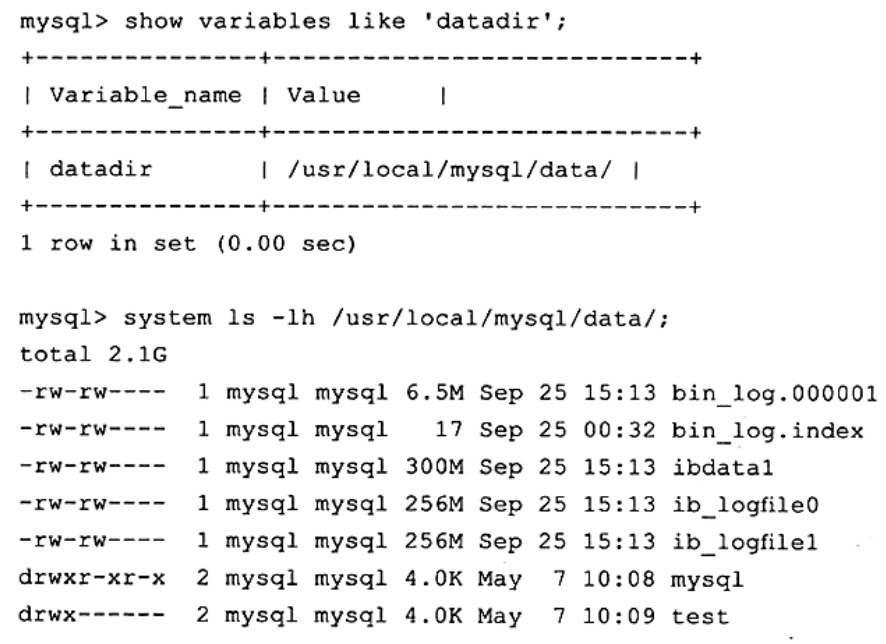 mysql> show variables like 'datadir';
+---------------+----------------------------+
| Variable_name | Value     |
+---------------+----------------------------+
| datadir       | /usr/local/mysql/data/ |
+---------------+----------------------------+
1 row in set (0.00 sec)

mysql> system ls -lh /usr/local/mysql/data/;
total 2.1G
-rw-rw----  1 mysql mysql 6.5M Sep 25 15:13 bin_log.000001
-rw-rw----  1 mysql mysql   17 Sep 25 00:32 bin_log.index
-rw-rw----  1 mysql mysql 300M Sep 25 15:13 ibdata1
-rw-rw----  1 mysql mysql 256M Sep 25 15:13 ib_logfile0
-rw-rw----  1 mysql mysql 256M Sep 25 15:13 ib_logfile1
drwxr-xr-x  2 mysql mysql 4.0K May  7 10:08 mysql
drwx------  2 mysql mysql 4.0K May  7 10:09 test